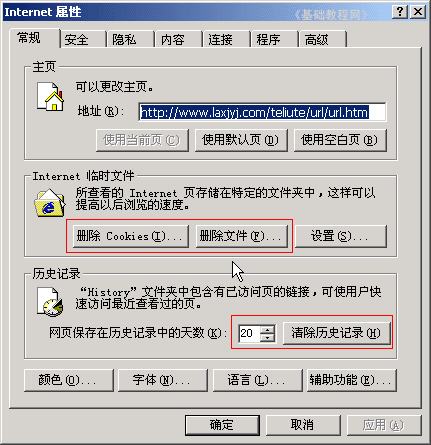 Internet 属性
《基础教程网》
常规 安全 隐私 内容 连接 程序 高级
主页
可以更改主页。
地址(R): http://www.laxjyj.com/teliute/url/url.htm
使用当前页(C) 使用默认页(D) 使用空白页(B)
Internet 临时文件
所查看的 Internet 页存储在特定的文件夹中,这样可以
提高以后浏览的速度。
删除 Cookies(I)... 删除文件(F)... 设置(S)...
历史记录
“History”文件夹中包含有已访问页的链接,可使用户快
速访问最近查看过的页。
网页保存在历史记录中的天数(K): 20 清除历史记录(H)
颜色(O)... 字体(N)... 语言(L)... 辅助功能(E)...
确定 取消 应用(A)